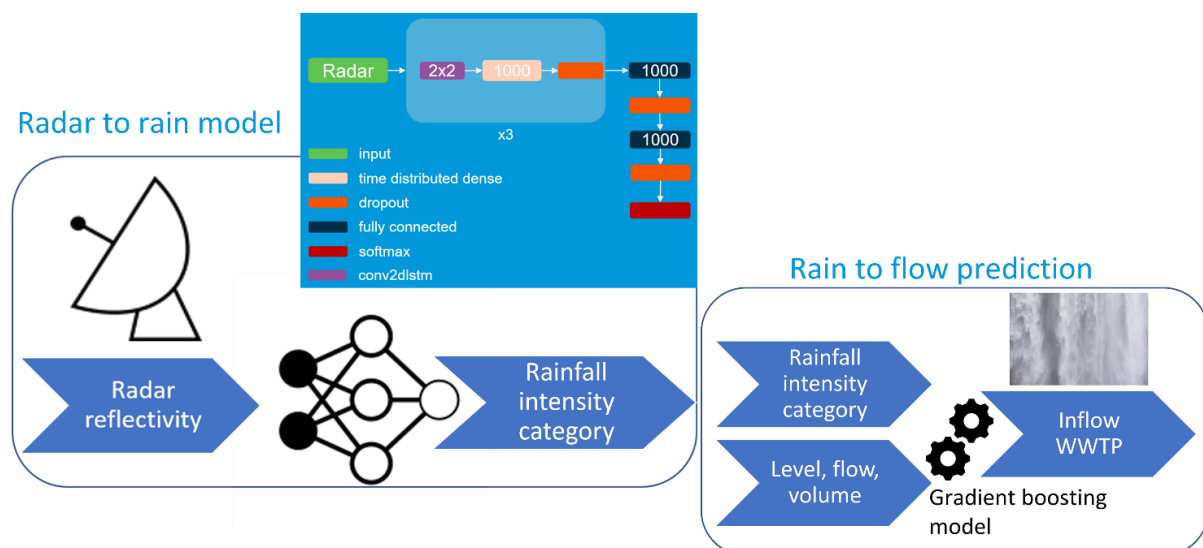 Radar to rain model
Radar
2x2
1000
1000
x3
1000
input
time distributed dense
dropout
fully connected
softmax
conv2dlstm
Radar
reflectivity
Rainfall
intensity
category
Rain to flow prediction
Rainfall
intensity
category
Level, flow,
volume
Gradient boosting
model
Inflow
WWTP